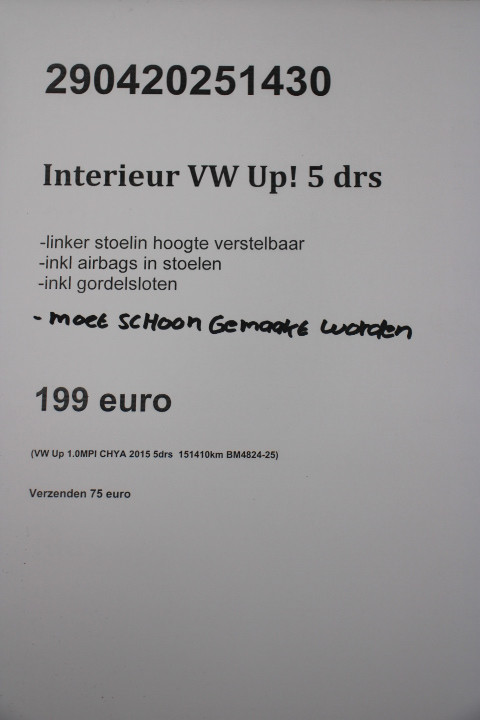 290420251430
Interieur VW Up! 5 drs
-linker stoelin hoogte verstelbaar
-inkl airbags in stoelen
-inkl gordelsloten
- moet SCHoon Gemaakt worden
199 euro
(VW Up 1.0MPI CHYA 2015 5drs 151410km BM4824-25)
Verzenden 75 euro